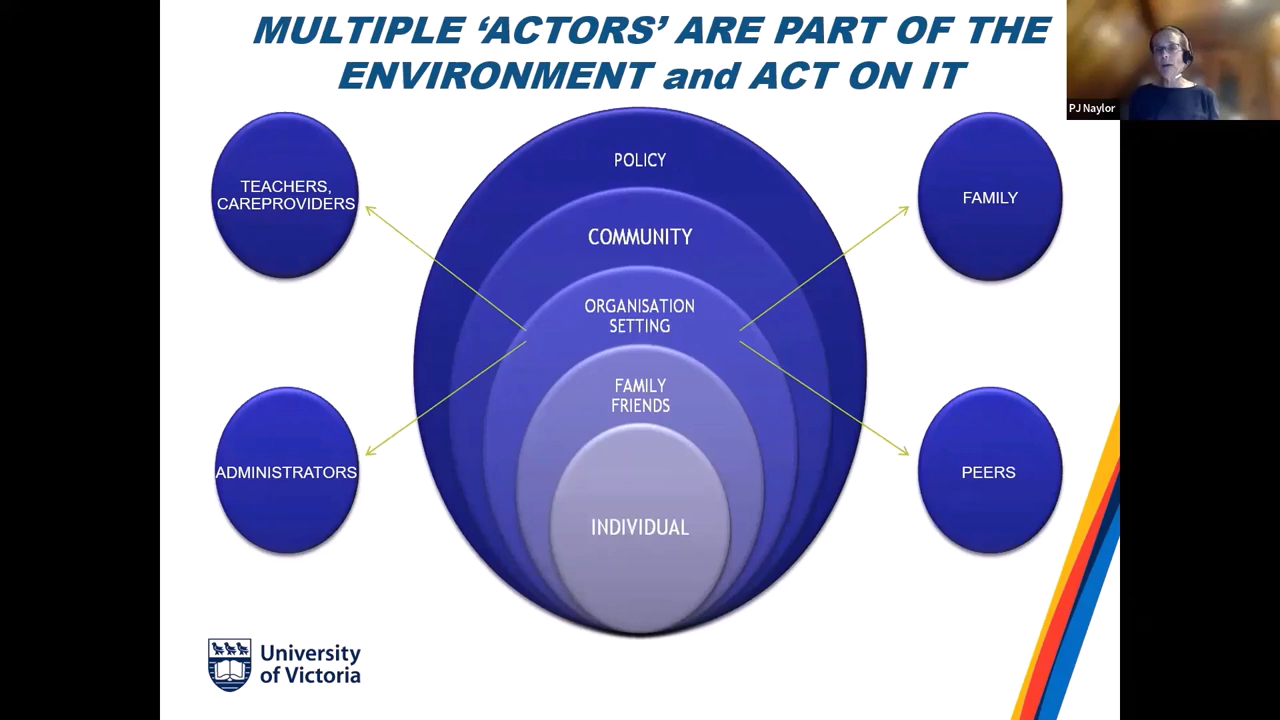 MULTIPLE ‘ACTORS’ ARE PART OF THE
ENVIRONMENT and ACT ON IT
PJ Naylor
POLICY
TEACHERS,
CAREPROVIDERS
FAMILY
COMMUNITY
ORGANISATION
SETTING
FAMILY
FRIENDS
ADMINISTRATORS
PEERS
INDIVIDUAL
University
of Victoria